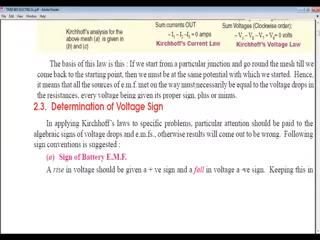 Kirchhoff's analysis for the
above mesh (a) is given in
(b) and (c)
Sum currents OUT
– I₁ – I₂ – I₃ + I₄ = 0 amps
Kirchhoff's Current Law
Sum Voltages (Clockwise order):
Kirchhoff's Voltage Law
The basis of this law is this : If we start from a particular junction and go round the mesh till we
come back to the starting point, then we must be at the same potential with which we started. Hence,
it means that all the sources of e.m.f. met on the way must necessarily be equal to the voltage drops in
the resistances, every voltage being given its proper sign, plus or minus.
2.3. Determination of Voltage Sign
In applying Kirchhoff's laws to specific problems, particular attention should be paid to the
algebraic signs of voltage drops and e.m.fs., otherwise results will come out to be wrong. Following
sign conventions is suggested :
(a) Sign of Battery E.M.F.
A rise in voltage should be given a + ve sign and a fall in voltage a -ve sign. Keeping this in